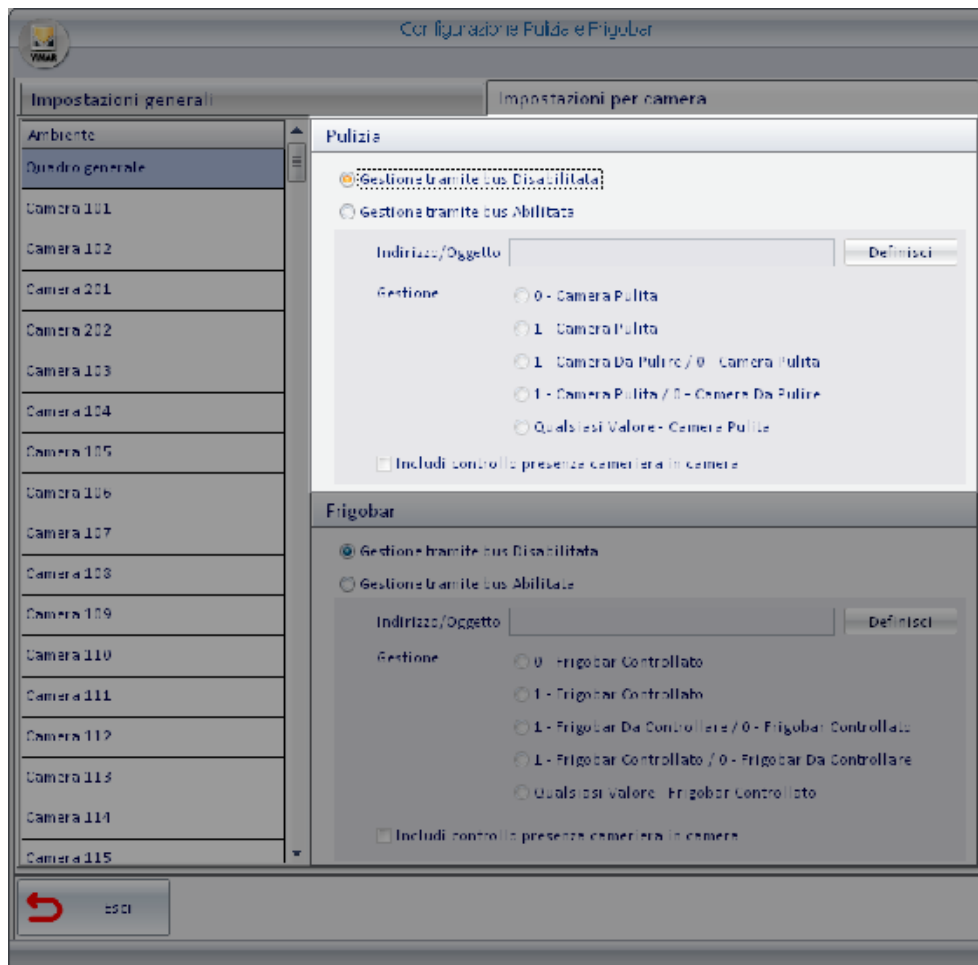 Configurazione Pulizia e Frigobar
VIMAR
Impostazioni generali
Impostazioni per camera
Ambiente
Quadro generale
Camera 101
Camera 102
Camera 201
Camera 202
Camera 103
Camera 104
Camera 105
Camera 106
Camera 107
Camera 108
Camera 109
Camera 110
Camera 111
Camera 112
Camera 113
Camera 114
Camera 115
Pulizia
Gestione tramite bus Disabilitata
Gestione tramite bus Abilitata
Indirizzo/Oggetto
Definisci
Gestione
0 - Camera Pulita
1 - Camera Pulita
1 - Camera Da Pulire / 0 - Camera Pulita
1 - Camera Pulita / 0 - Camera Da Pulire
Qualsiasi Valore - Camera Pulita
Includi controllo presenza cameriera in camera
Frigobar
Gestione tramite bus Disabilitata
Gestione tramite bus Abilitata
Indirizzo/Oggetto
Definisci
Gestione
0 - Frigobar Controllato
1 - Frigobar Controllato
1 - Frigobar Da Controllare / 0 - Frigobar Controllato
1 - Frigobar Controllato / 0 - Frigobar Da Controllare
Qualsiasi Valore - Frigobar Controllato
Includi controllo presenza cameriera in camera
Esci